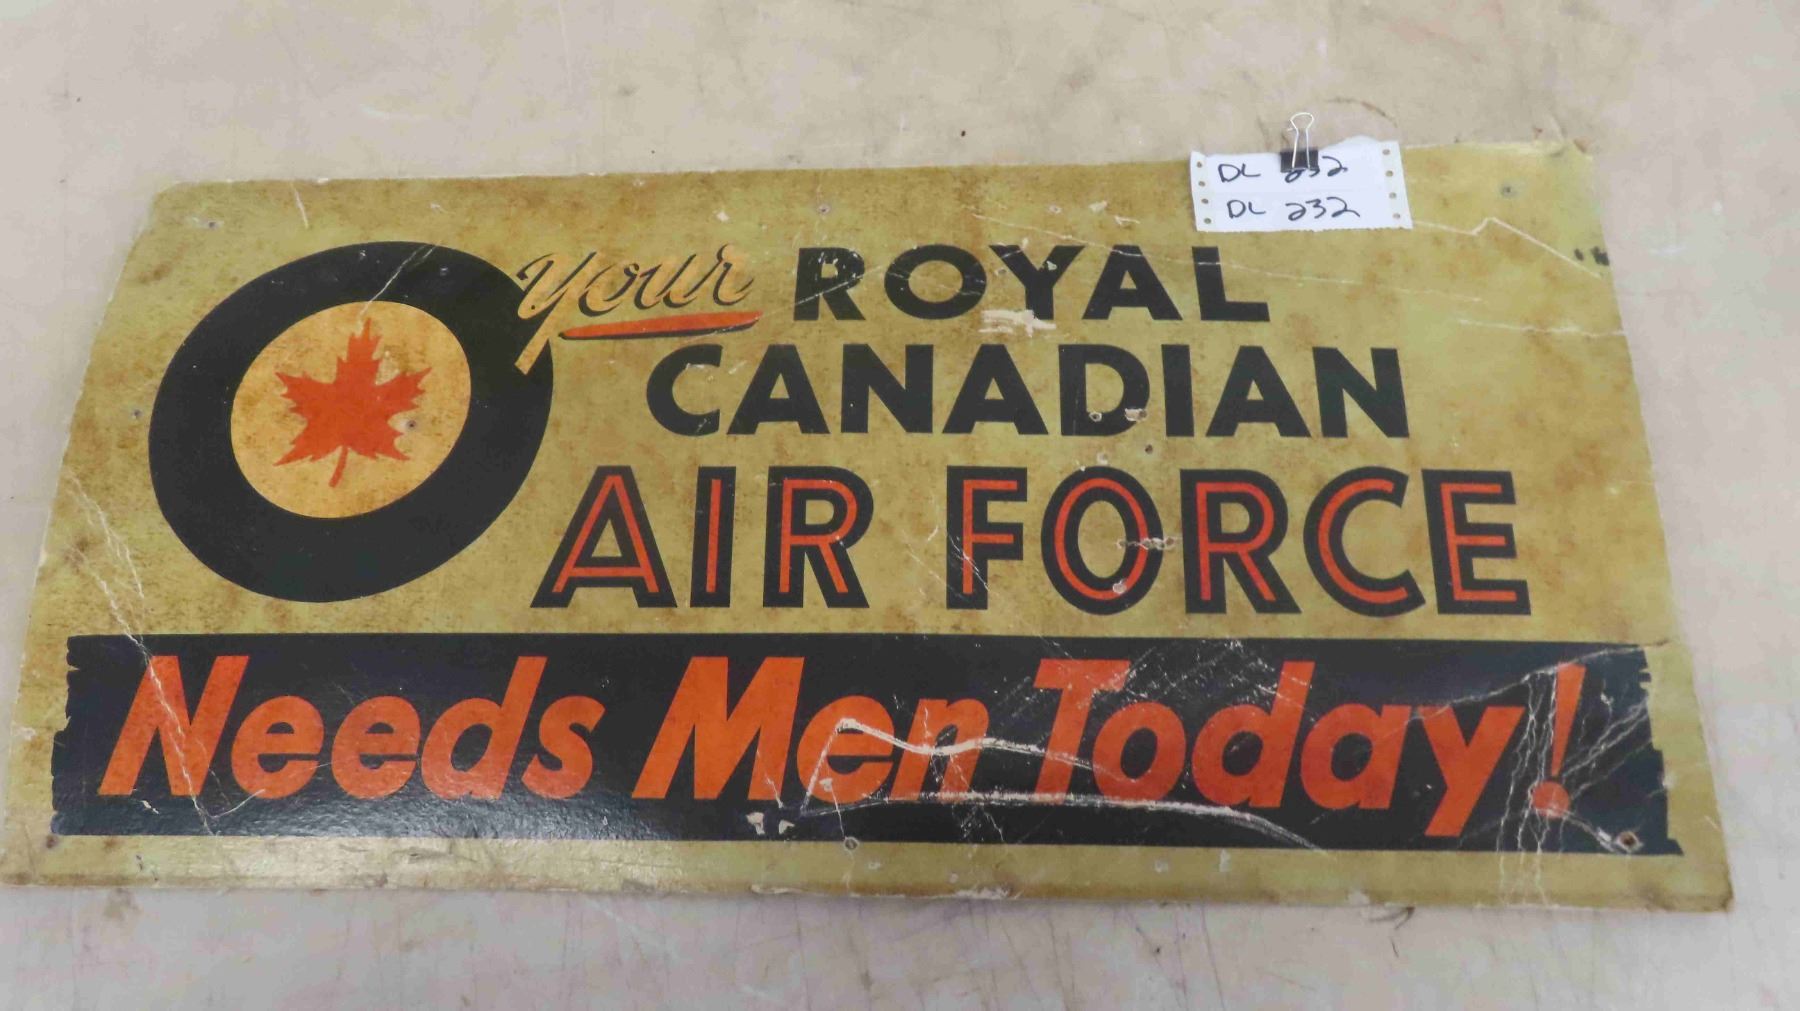 DL 232
DL 232
your ROYAL
CANADIAN
AIR FORCE
Needs Men Today!